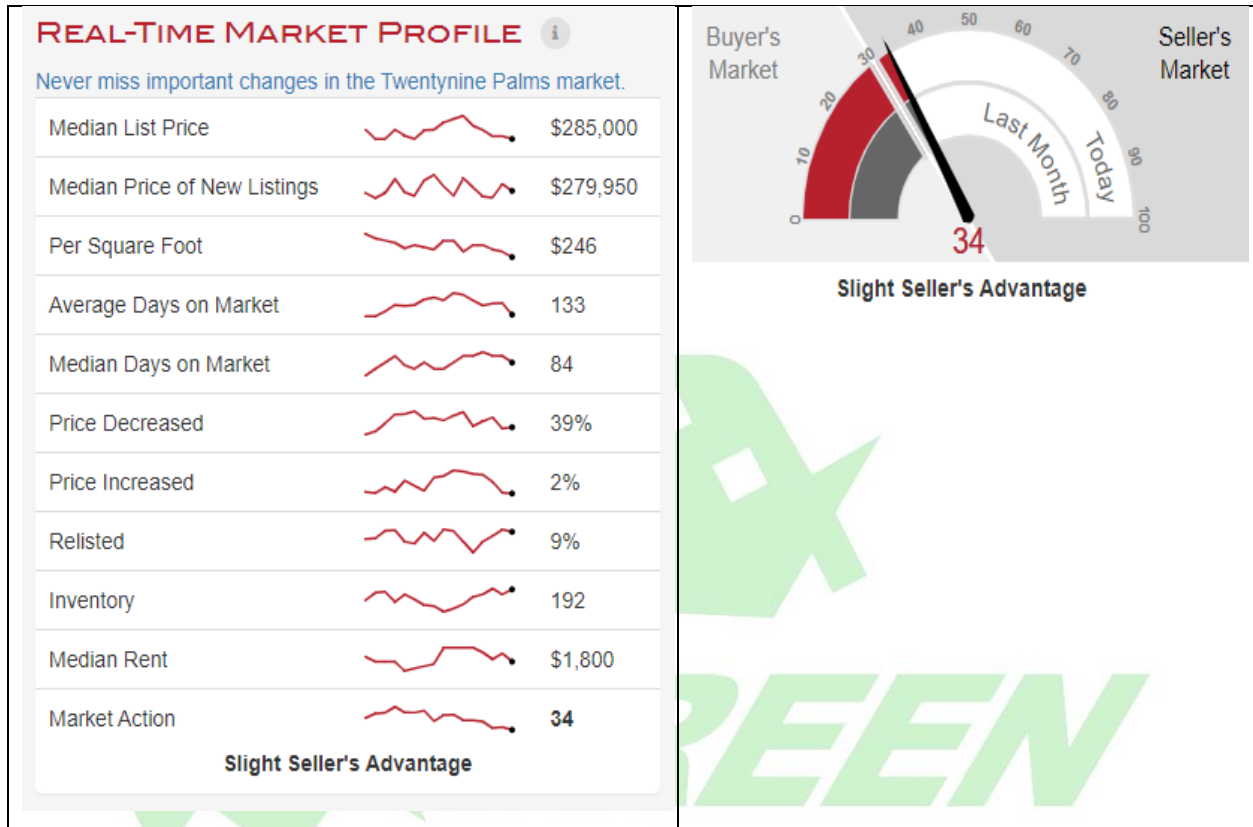 REAL-TIME MARKET PROFILE i
Never miss important changes in the Twentynine Palms market.
Median List Price $285,000
Median Price of New Listings $279,950
Per Square Foot $246
Average Days on Market 133
Median Days on Market 84
Price Decreased 39%
Price Increased 2%
Relisted 9%
Inventory 192
Median Rent $1,800
Market Action 34
Slight Seller's Advantage
Buyer's
Market
Seller's
Market
0
10
20
30
40
50
60
70
80
90
100
Last Month
Today
34
Slight Seller's Advantage
REEN